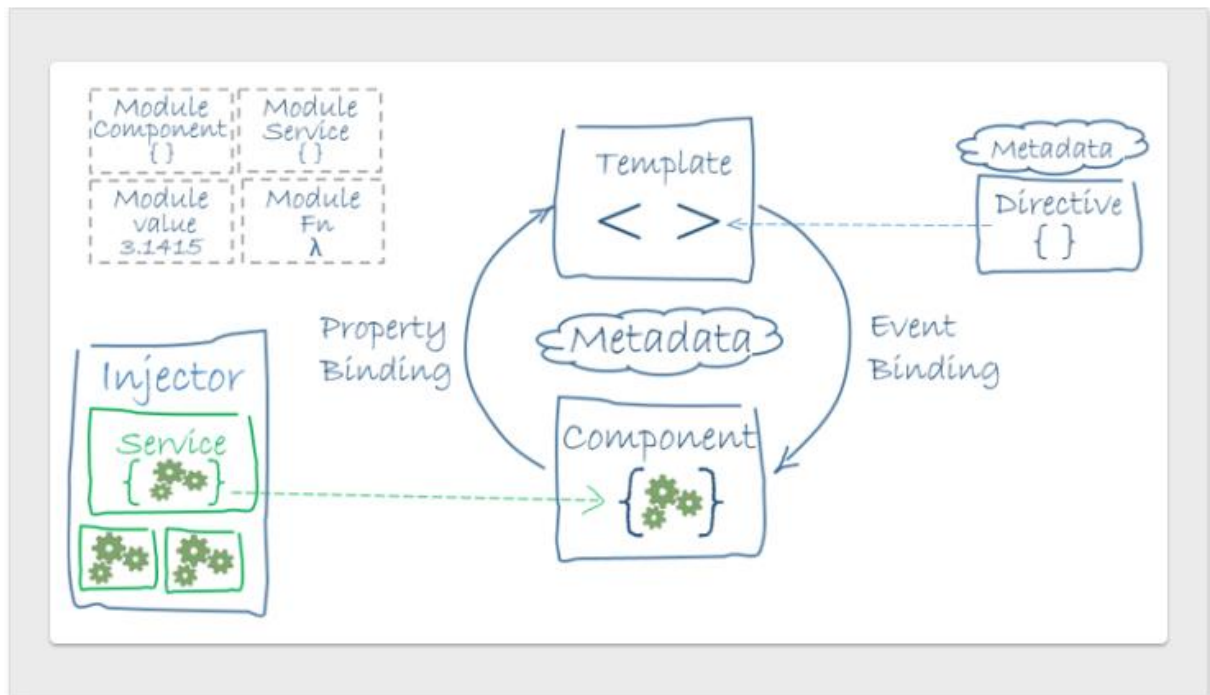 Module
Component
{ }
Module
Service
{ }
Module
value
3.1415
Module
Fn
λ
Template
< >
Metadata
Directive
{ }
Property
Binding
Metadata
Event
Binding
Injector
Service
{ }
Component
{ }